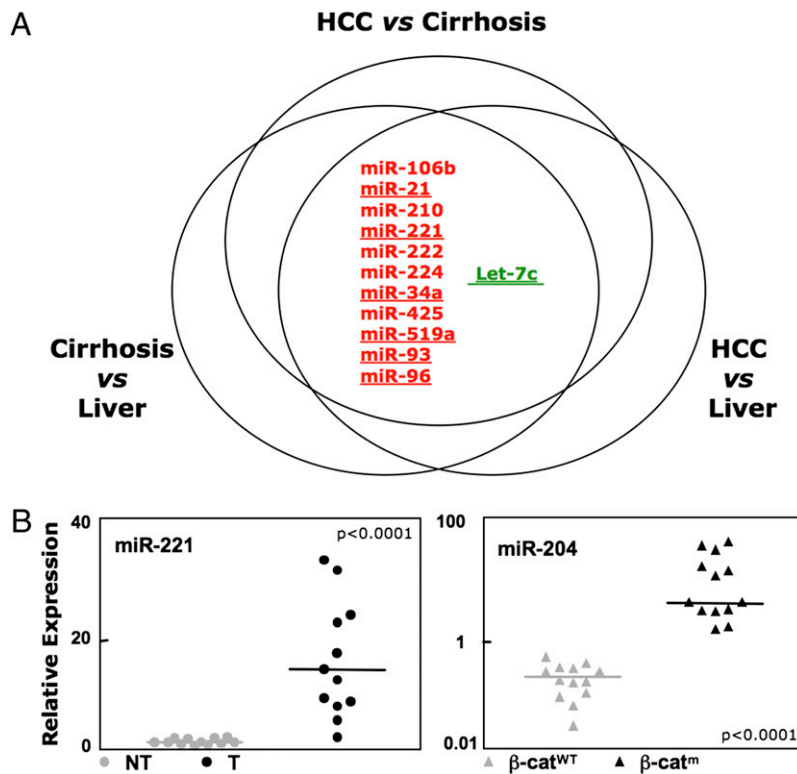 A
HCC vs Cirrhosis
miR-106b
miR-21
miR-210
miR-221
miR-222
miR-224
miR-34a
miR-425
miR-519a
miR-93
miR-96
Let-7c
Cirrhosis
vs
Liver
HCC
vs
Liver
B
Relative Expression
40
20
0
miR-221
p<0.0001
NT
T
100
1
0.01
miR-204
p<0.0001
β-catWT
β-catm